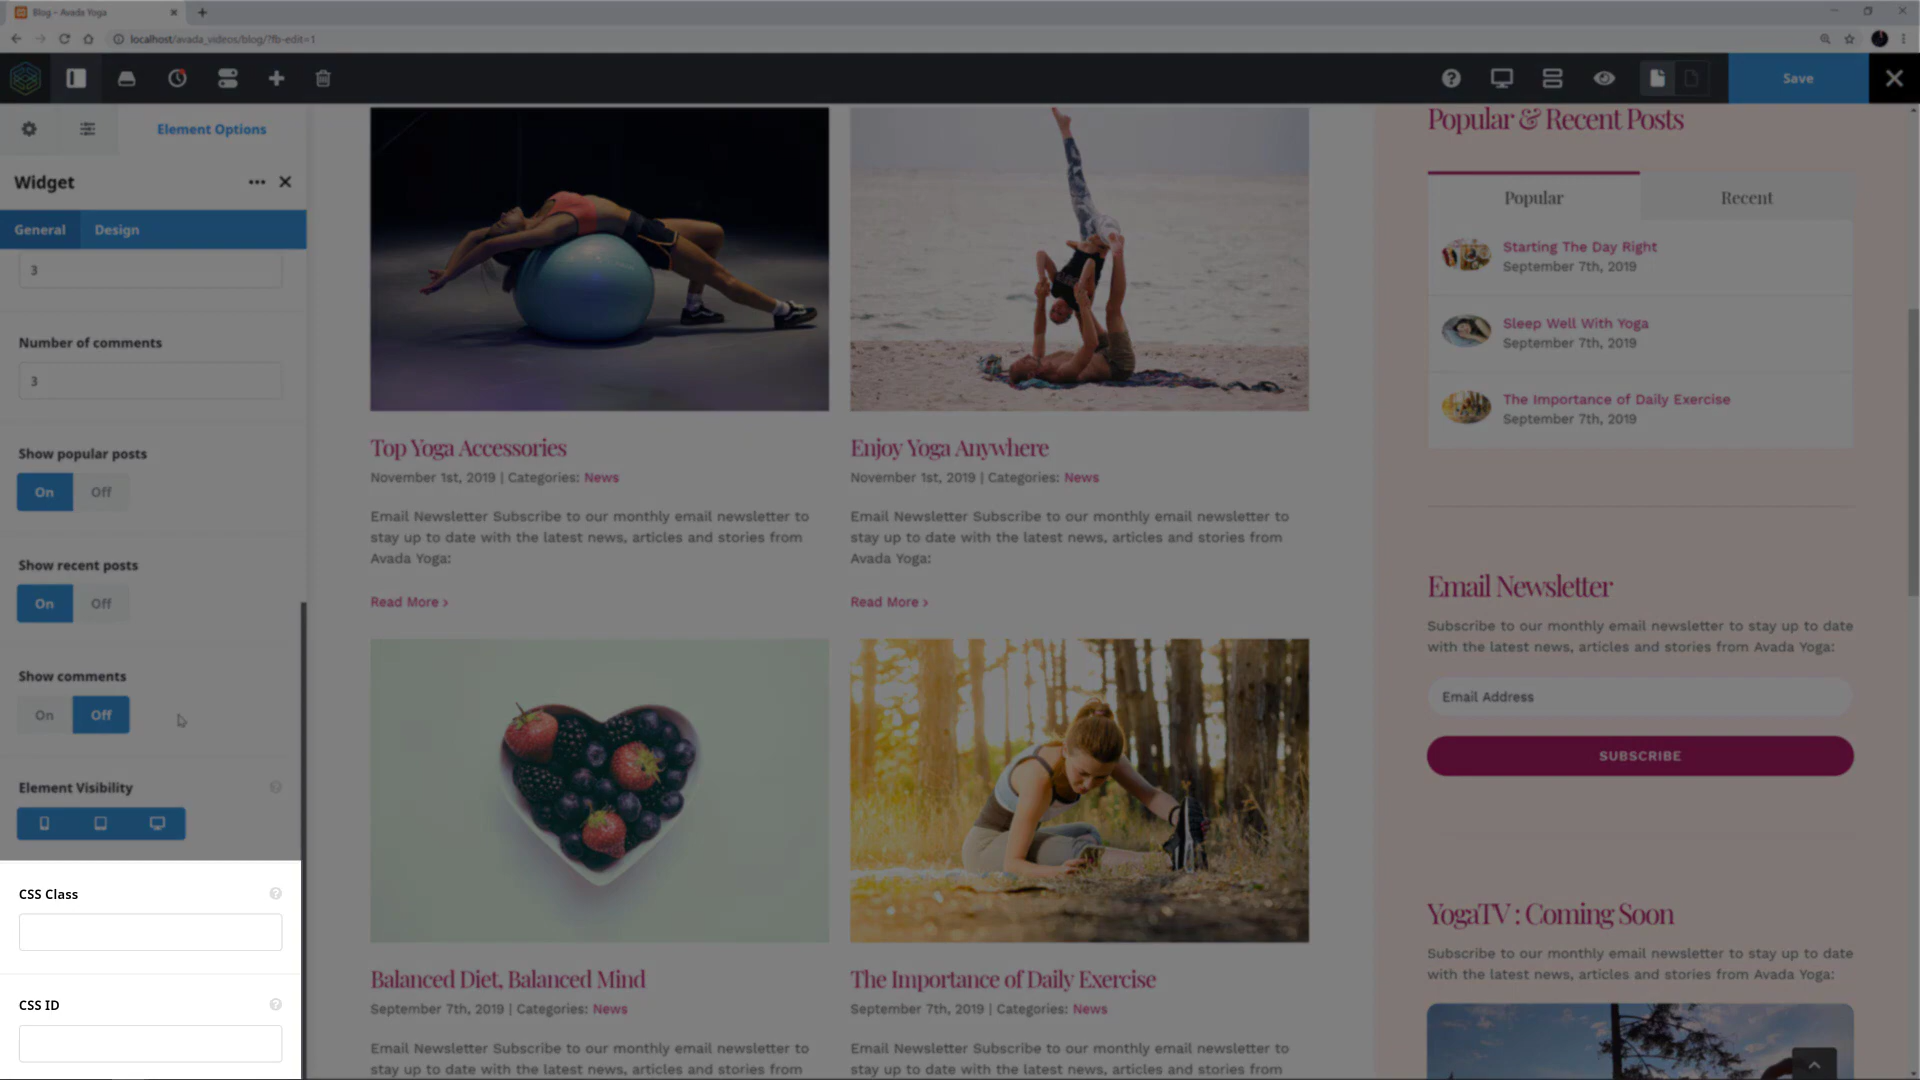 Blog – Avada Yoga
localhost/avada_videos/blog/?fb-edit=1
Save
Element Options
Widget
General
Design
3
Number of comments
3
Show popular posts
On
Off
Show recent posts
On
Off
Show comments
On
Off
Element Visibility
CSS Class
CSS ID
Top Yoga Accessories
November 1st, 2019 | Categories: News
Email Newsletter Subscribe to our monthly email newsletter to
stay up to date with the latest news, articles and stories from
Avada Yoga:
Read More >
Enjoy Yoga Anywhere
November 1st, 2019 | Categories: News
Email Newsletter Subscribe to our monthly email newsletter to
stay up to date with the latest news, articles and stories from
Avada Yoga:
Read More >
Balanced Diet, Balanced Mind
September 7th, 2019 | Categories: News
Email Newsletter Subscribe to our monthly email newsletter to
stay up to date with the latest news, articles and stories from
The Importance of Daily Exercise
September 7th, 2019 | Categories: News
Email Newsletter Subscribe to our monthly email newsletter to
stay up to date with the latest news, articles and stories from
Popular & Recent Posts
Popular
Recent
Starting The Day Right
September 7th, 2019
Sleep Well With Yoga
September 7th, 2019
The Importance of Daily Exercise
September 7th, 2019
Email Newsletter
Subscribe to our monthly email newsletter to stay up to date
with the latest news, articles and stories from Avada Yoga:
Email Address
SUBSCRIBE
YogaTV : Coming Soon
Subscribe to our monthly email newsletter to stay up to date
with the latest news, articles and stories from Avada Yoga: